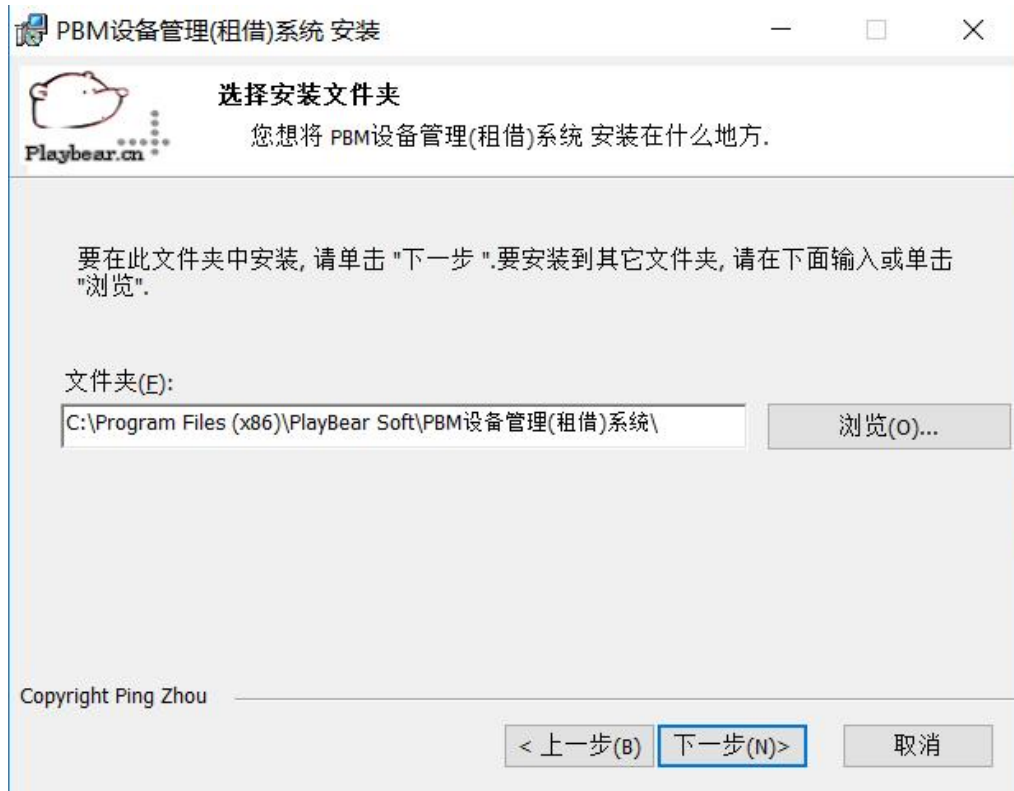 PBM设备管理(租借)系统 安装
选择安装文件夹
您想将 PBM设备管理(租借)系统 安装在什么地方.
Playbear.cn
要在此文件夹中安装, 请单击 "下一步 ".要安装到其它文件夹, 请在下面输入或单击
"浏览".
文件夹(F):
C:\Program Files (x86)\PlayBear Soft\PBM设备管理(租借)系统\
浏览(O)...
Copyright Ping Zhou
< 上一步(B)
下一步(N)>
取消